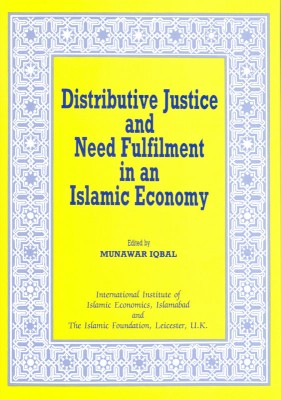 Distributive Justice
and
Need Fulfilment
in an
Islamic Economy
Edited by
MUNAWAR IQBAL
International Institute of
Islamic Economics, Islamabad
and
The Islamic Foundation, Leicester, U.K.